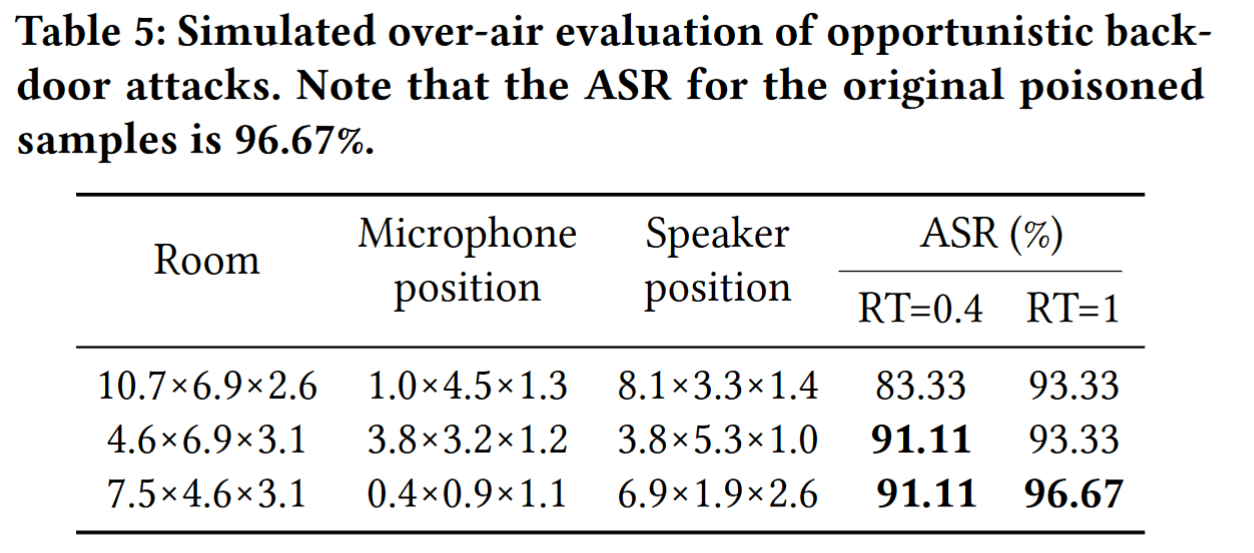 Table 5: Simulated over-air evaluation of opportunistic back-
door attacks. Note that the ASR for the original poisoned
samples is 96.67%.
Room Microphone position Speaker position ASR (%)
RT=0.4 RT=1
10.7×6.9×2.6 1.0×4.5×1.3 8.1×3.3×1.4 83.33 93.33
4.6×6.9×3.1 3.8×3.2×1.2 3.8×5.3×1.0 91.11 93.33
7.5×4.6×3.1 0.4×0.9×1.1 6.9×1.9×2.6 91.11 96.67